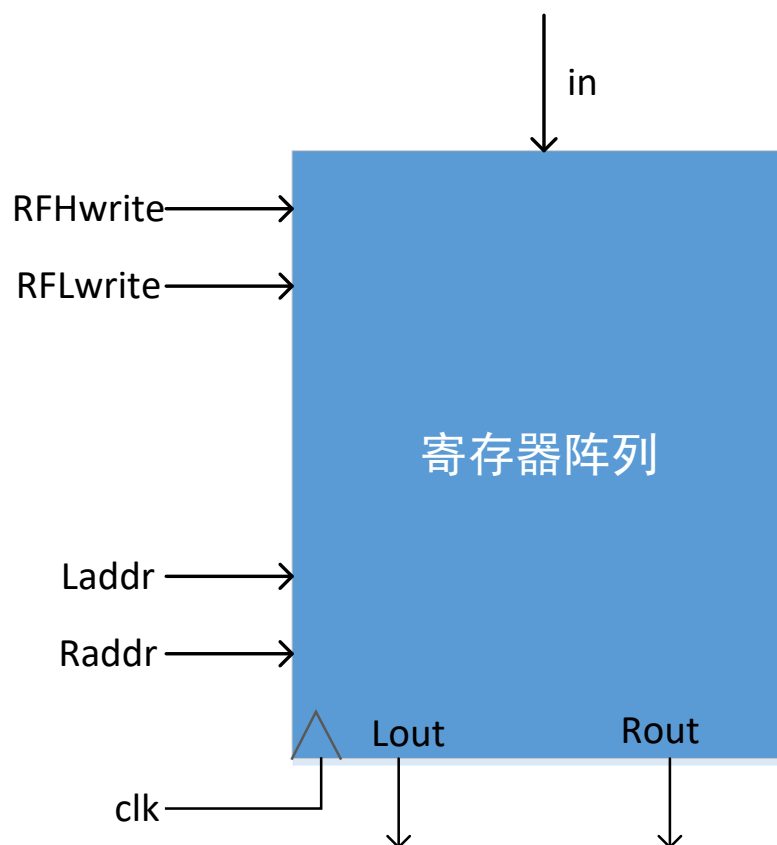 in
RFHwrite
RFLwrite
寄存器阵列
Laddr
Raddr
Lout
Rout
clk